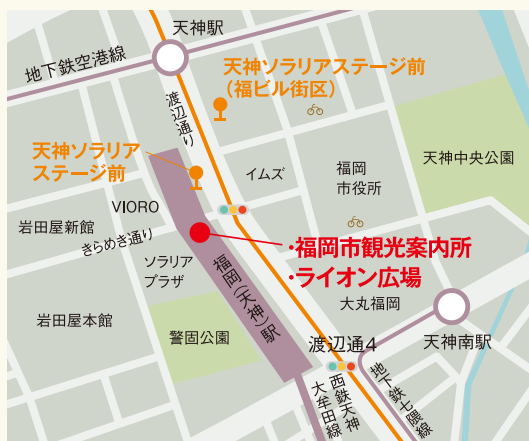 天神駅
地下鉄空港線
天神ソラリアステージ前
(福ビル街区)
渡辺通り
天神ソラリア
ステージ前
イムズ
福岡
市役所
天神中央公園
VIORO
岩田屋新館
きらめき通り
・福岡市観光案内所
・ライオン広場
ソラリア
プラザ
福岡(天神)駅
大丸福岡
岩田屋本館
警固公園
渡辺通4
天神南駅
西鉄天神
大牟田線
地下鉄七隈線